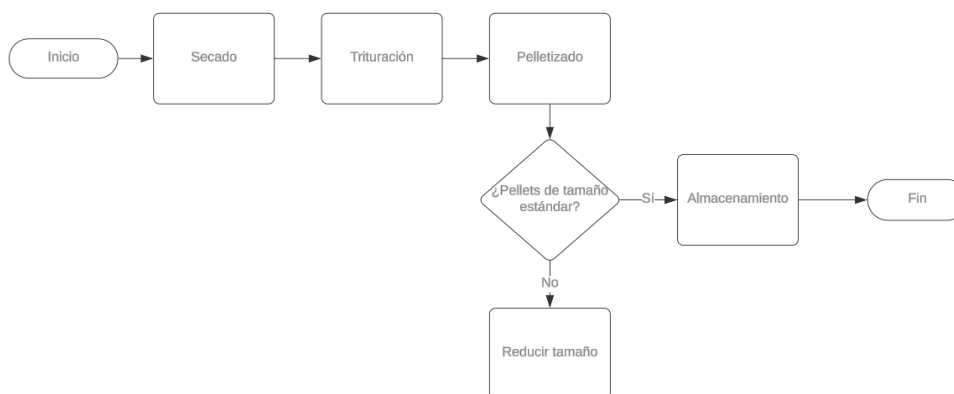 Inicio
Secado
Trituración
Pelletizado
¿Pellets de tamaño
estándar?
Sí
Almacenamiento
Fin
No
Reducir tamaño